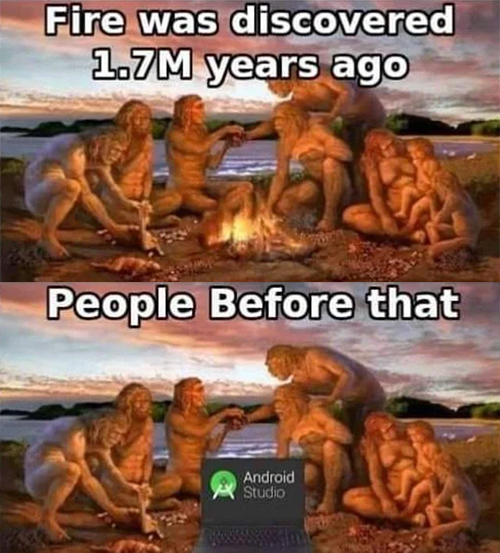 Fire was discovered
1.7M years ago
People Before that
Android
Studio